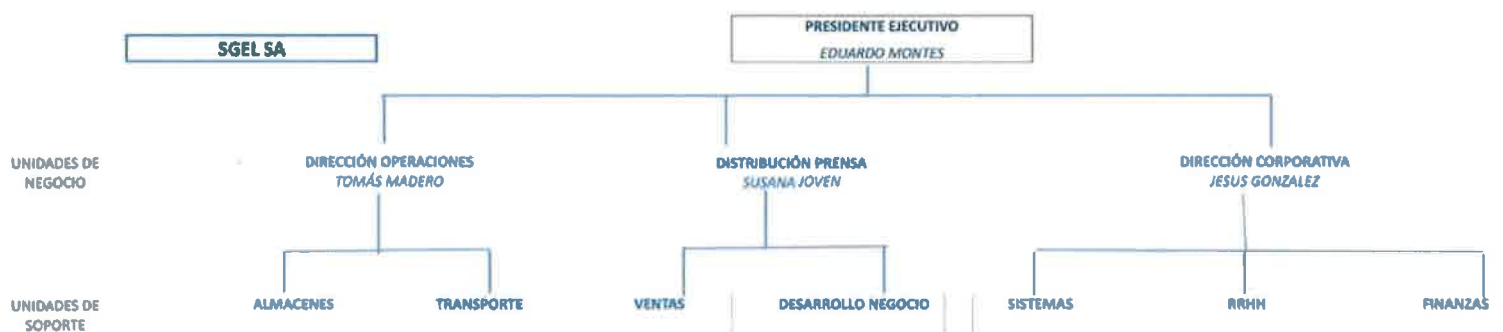 PRESIDENTE EJECUTIVO
EDUARDO MONTES
SGEL SA
UNIDADES DE
NEGOCIO
DIRECCIÓN OPERACIONES
TOMÁS MADERO
DISTRIBUCIÓN PRENSA
SUSANA JOVEN
DIRECCIÓN CORPORATIVA
JESUS GONZALEZ
UNIDADES DE
SOPORTE
ALMACENES
TRANSPORTE
VENTAS
DESARROLLO NEGOCIO
SISTEMAS
RRHH
FINANZAS